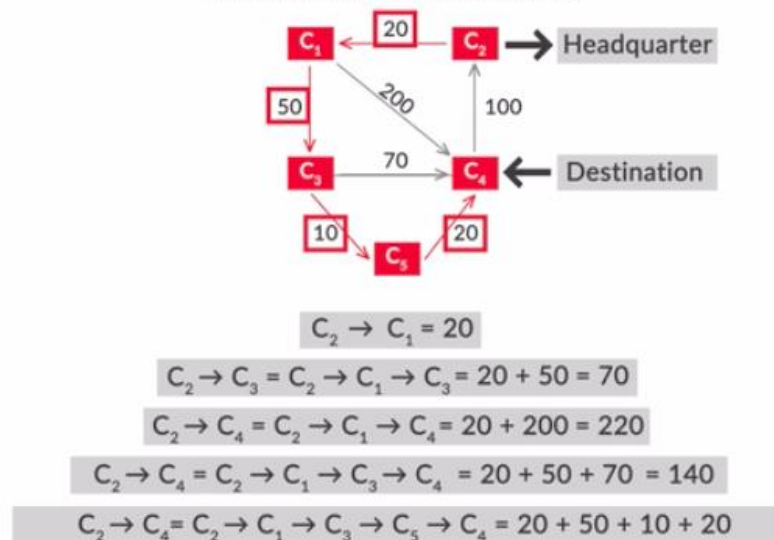 C₁ 20 C₂ Headquarter
50 200 100
C₃ 70 C₄ Destination
10 20
C₅
C₂ → C₁ = 20
C₂ → C₃ = C₂ → C₁ → C₃ = 20 + 50 = 70
C₂ → C₄ = C₂ → C₁ → C₄ = 20 + 200 = 220
C₂ → C₄ = C₂ → C₁ → C₃ → C₄ = 20 + 50 + 70 = 140
C₂ → C₄ = C₂ → C₁ → C₃ → C₅ → C₄ = 20 + 50 + 10 + 20